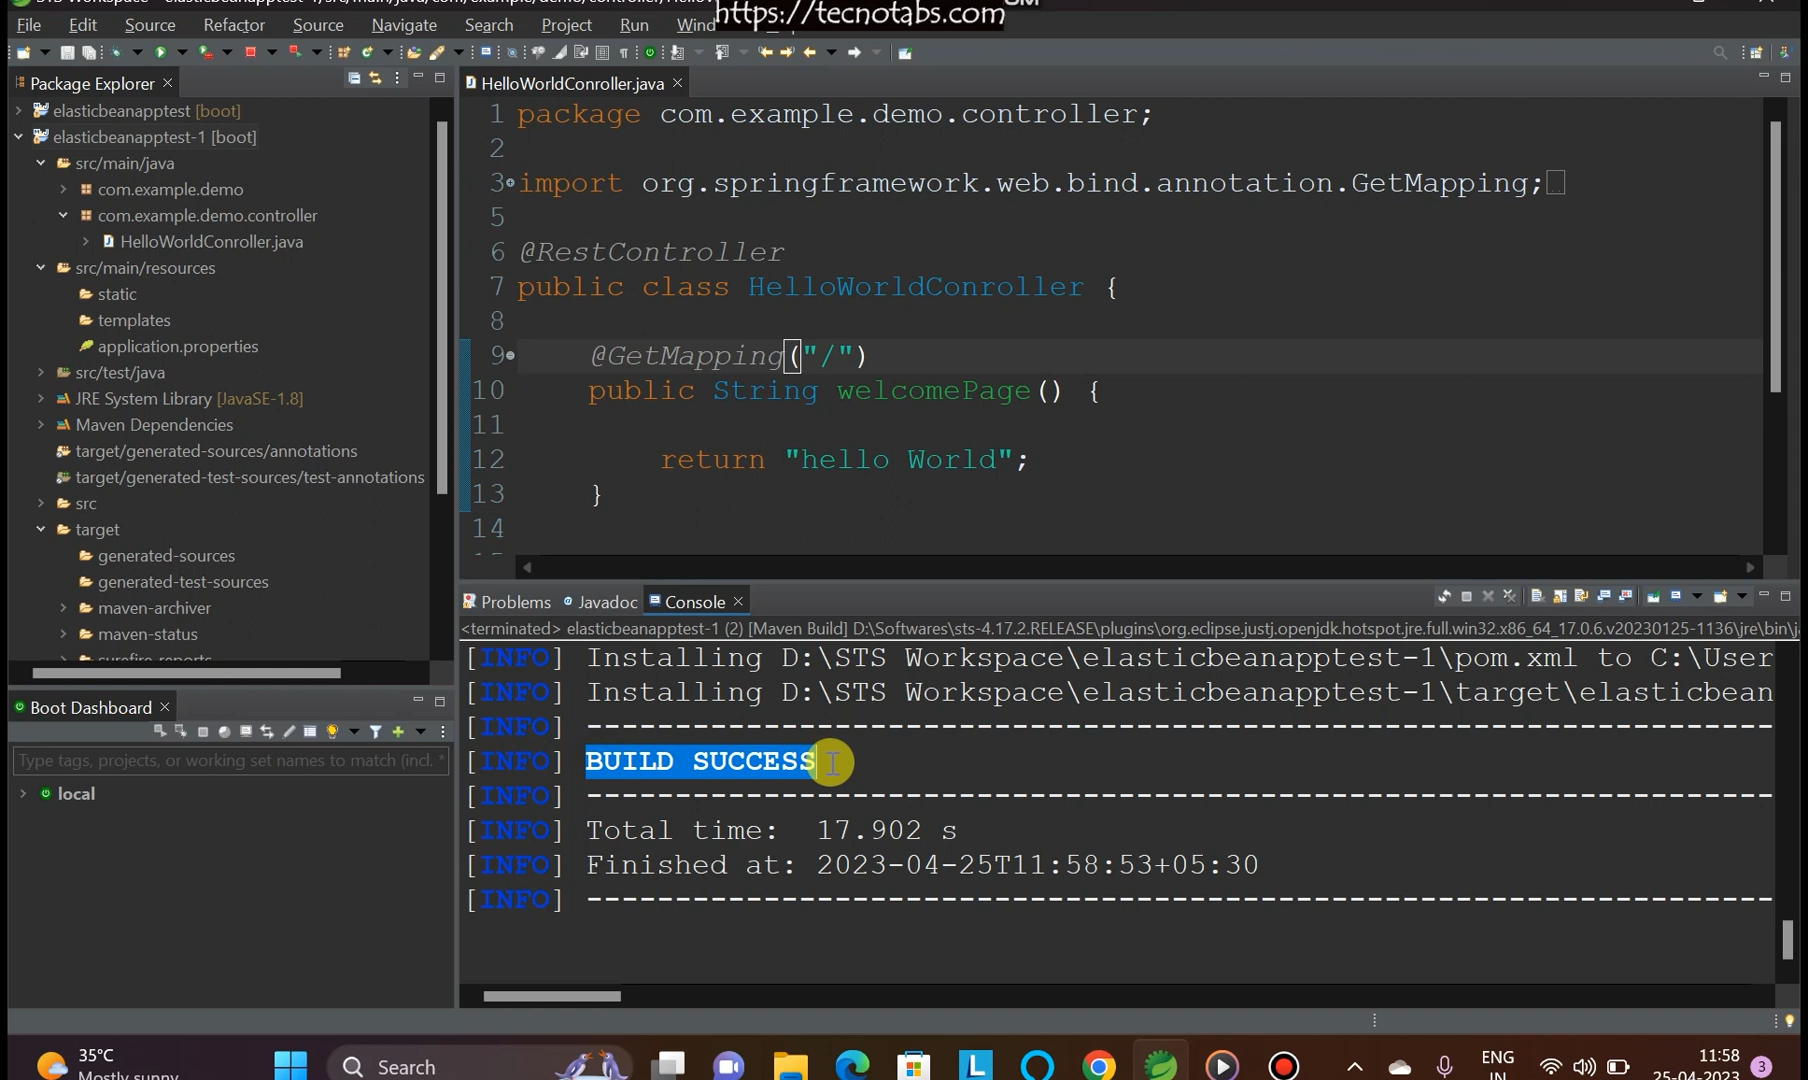 https://tecnotabs.com
File Edit Source Refactor Source Navigate Search Project Run Wind
Package Explorer
elasticbeanapptest [boot]
elasticbeanapptest-1 [boot]
src/main/java
com.example.demo
com.example.demo.controller
HelloWorldConroller.java
src/main/resources
static
templates
application.properties
src/test/java
JRE System Library [JavaSE-1.8]
Maven Dependencies
target/generated-sources/annotations
target/generated-test-sources/test-annotations
src
target
generated-sources
generated-test-sources
maven-archiver
maven-status
surefire-reports
Boot Dashboard
Type tags, projects, or working set names to match (incl. *
local
HelloWorldConroller.java
1 package com.example.demo.controller;
2
3 import org.springframework.web.bind.annotation.GetMapping;
5
6 @RestController
7 public class HelloWorldConroller {
8
9 @GetMapping("/")
10 public String welcomePage() {
11
12 return "hello World";
13 }
14
Problems Javadoc Console
<terminated> elasticbeanapptest-1 (2) [Maven Build] D:\Softwares\sts-4.17.2.RELEASE\plugins\org.eclipse.justj.openjdk.hotspot.jre.full.win32.x86_64_17.0.6.v20230125-1136\jre\bin\j
[INFO] Installing D:\STS Workspace\elasticbeanapptest-1\pom.xml to C:\User
[INFO] Installing D:\STS Workspace\elasticbeanapptest-1\target\elasticbean
[INFO] ------------------------------------------------------------------
[INFO] BUILD SUCCESS
[INFO] ------------------------------------------------------------------
[INFO] Total time:  17.902 s
[INFO] Finished at: 2023-04-25T11:58:53+05:30
[INFO] ------------------------------------------------------------------
35°C
Mostly sunny
Search
ENG
IN
11:58
25-04-2023
3